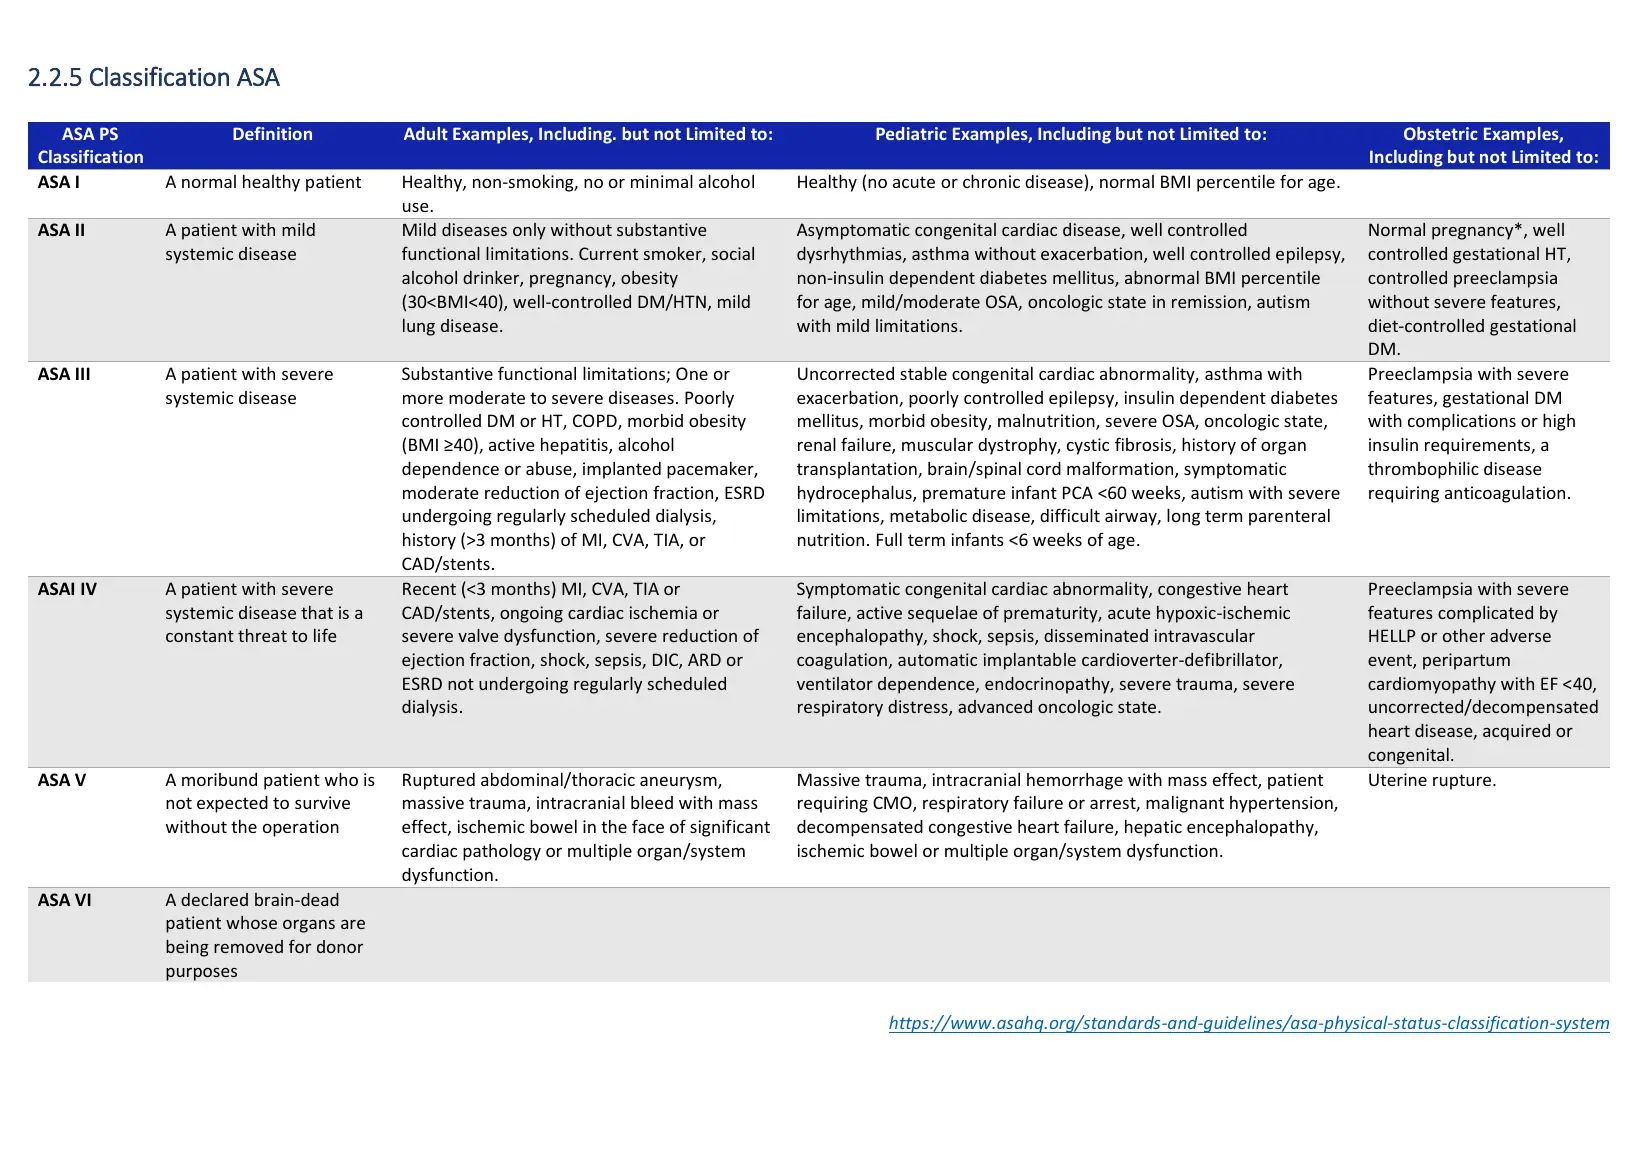 2.2.5 Classification ASA
ASA PS
Classification
Definition
Adult Examples, Including. but not Limited to:
Pediatric Examples, Including but not Limited to:
Obstetric Examples,
Including but not Limited to:
ASA I
A normal healthy patient
Healthy, non-smoking, no or minimal alcohol
use.
Healthy (no acute or chronic disease), normal BMI percentile for age.
ASA II
A patient with mild
systemic disease
Mild diseases only without substantive
functional limitations. Current smoker, social
alcohol drinker, pregnancy, obesity
(30<BMI<40), well-controlled DM/HTN, mild
lung disease.
Asymptomatic congenital cardiac disease, well controlled
dysrhythmias, asthma without exacerbation, well controlled epilepsy,
non-insulin dependent diabetes mellitus, abnormal BMI percentile
for age, mild/moderate OSA, oncologic state in remission, autism
with mild limitations.
Normal pregnancy*, well
controlled gestational HT,
controlled preeclampsia
without severe features,
diet-controlled gestational
DM.
ASA III
A patient with severe
systemic disease
Substantive functional limitations; One or
more moderate to severe diseases. Poorly
controlled DM or HT, COPD, morbid obesity
(BMI ≥40), active hepatitis, alcohol
dependence or abuse, implanted pacemaker,
moderate reduction of ejection fraction, ESRD
undergoing regularly scheduled dialysis,
history (>3 months) of MI, CVA, TIA, or
CAD/stents.
Uncorrected stable congenital cardiac abnormality, asthma with
exacerbation, poorly controlled epilepsy, insulin dependent diabetes
mellitus, morbid obesity, malnutrition, severe OSA, oncologic state,
renal failure, muscular dystrophy, cystic fibrosis, history of organ
transplantation, brain/spinal cord malformation, symptomatic
hydrocephalus, premature infant PCA <60 weeks, autism with severe
limitations, metabolic disease, difficult airway, long term parenteral
nutrition. Full term infants <6 weeks of age.
Preeclampsia with severe
features, gestational DM
with complications or high
insulin requirements, a
thrombophilic disease
requiring anticoagulation.
ASAI IV
A patient with severe
systemic disease that is a
constant threat to life
Recent (<3 months) MI, CVA, TIA or
CAD/stents, ongoing cardiac ischemia or
severe valve dysfunction, severe reduction of
ejection fraction, shock, sepsis, DIC, ARD or
ESRD not undergoing regularly scheduled
dialysis.
Symptomatic congenital cardiac abnormality, congestive heart
failure, active sequelae of prematurity, acute hypoxic-ischemic
encephalopathy, shock, sepsis, disseminated intravascular
coagulation, automatic implantable cardioverter-defibrillator,
ventilator dependence, endocrinopathy, severe trauma, severe
respiratory distress, advanced oncologic state.
Preeclampsia with severe
features complicated by
HELLP or other adverse
event, peripartum
cardiomyopathy with EF <40,
uncorrected/decompensated
heart disease, acquired or
congenital.
ASA V
A moribund patient who is
not expected to survive
without the operation
Ruptured abdominal/thoracic aneurysm,
massive trauma, intracranial bleed with mass
effect, ischemic bowel in the face of significant
cardiac pathology or multiple organ/system
dysfunction.
Massive trauma, intracranial hemorrhage with mass effect, patient
requiring CMO, respiratory failure or arrest, malignant hypertension,
decompensated congestive heart failure, hepatic encephalopathy,
ischemic bowel or multiple organ/system dysfunction.
Uterine rupture.
ASA VI
A declared brain-dead
patient whose organs are
being removed for donor
purposes
https://www.asahq.org/standards-and-guidelines/asa-physical-status-classification-system